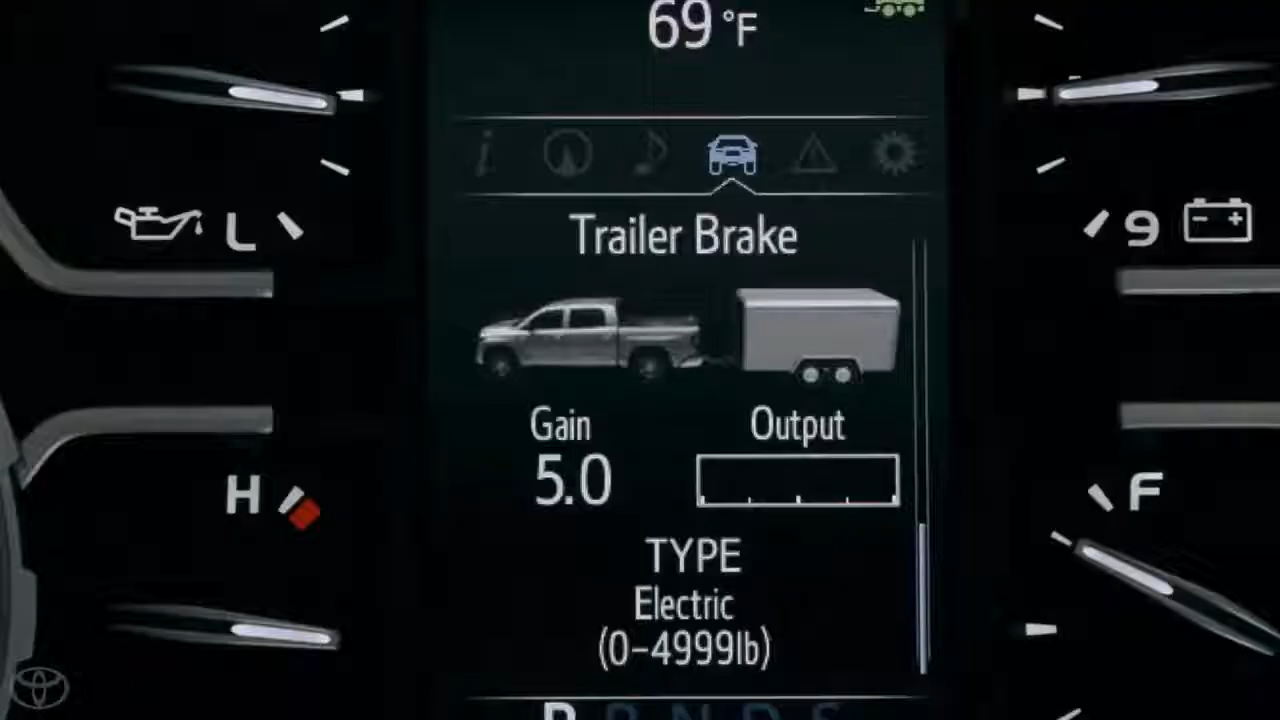 69 °F
Trailer Brake
L
9
Gain
Output
5.0
H
F
TYPE
Electric
(0-4999lb)
P R N D S